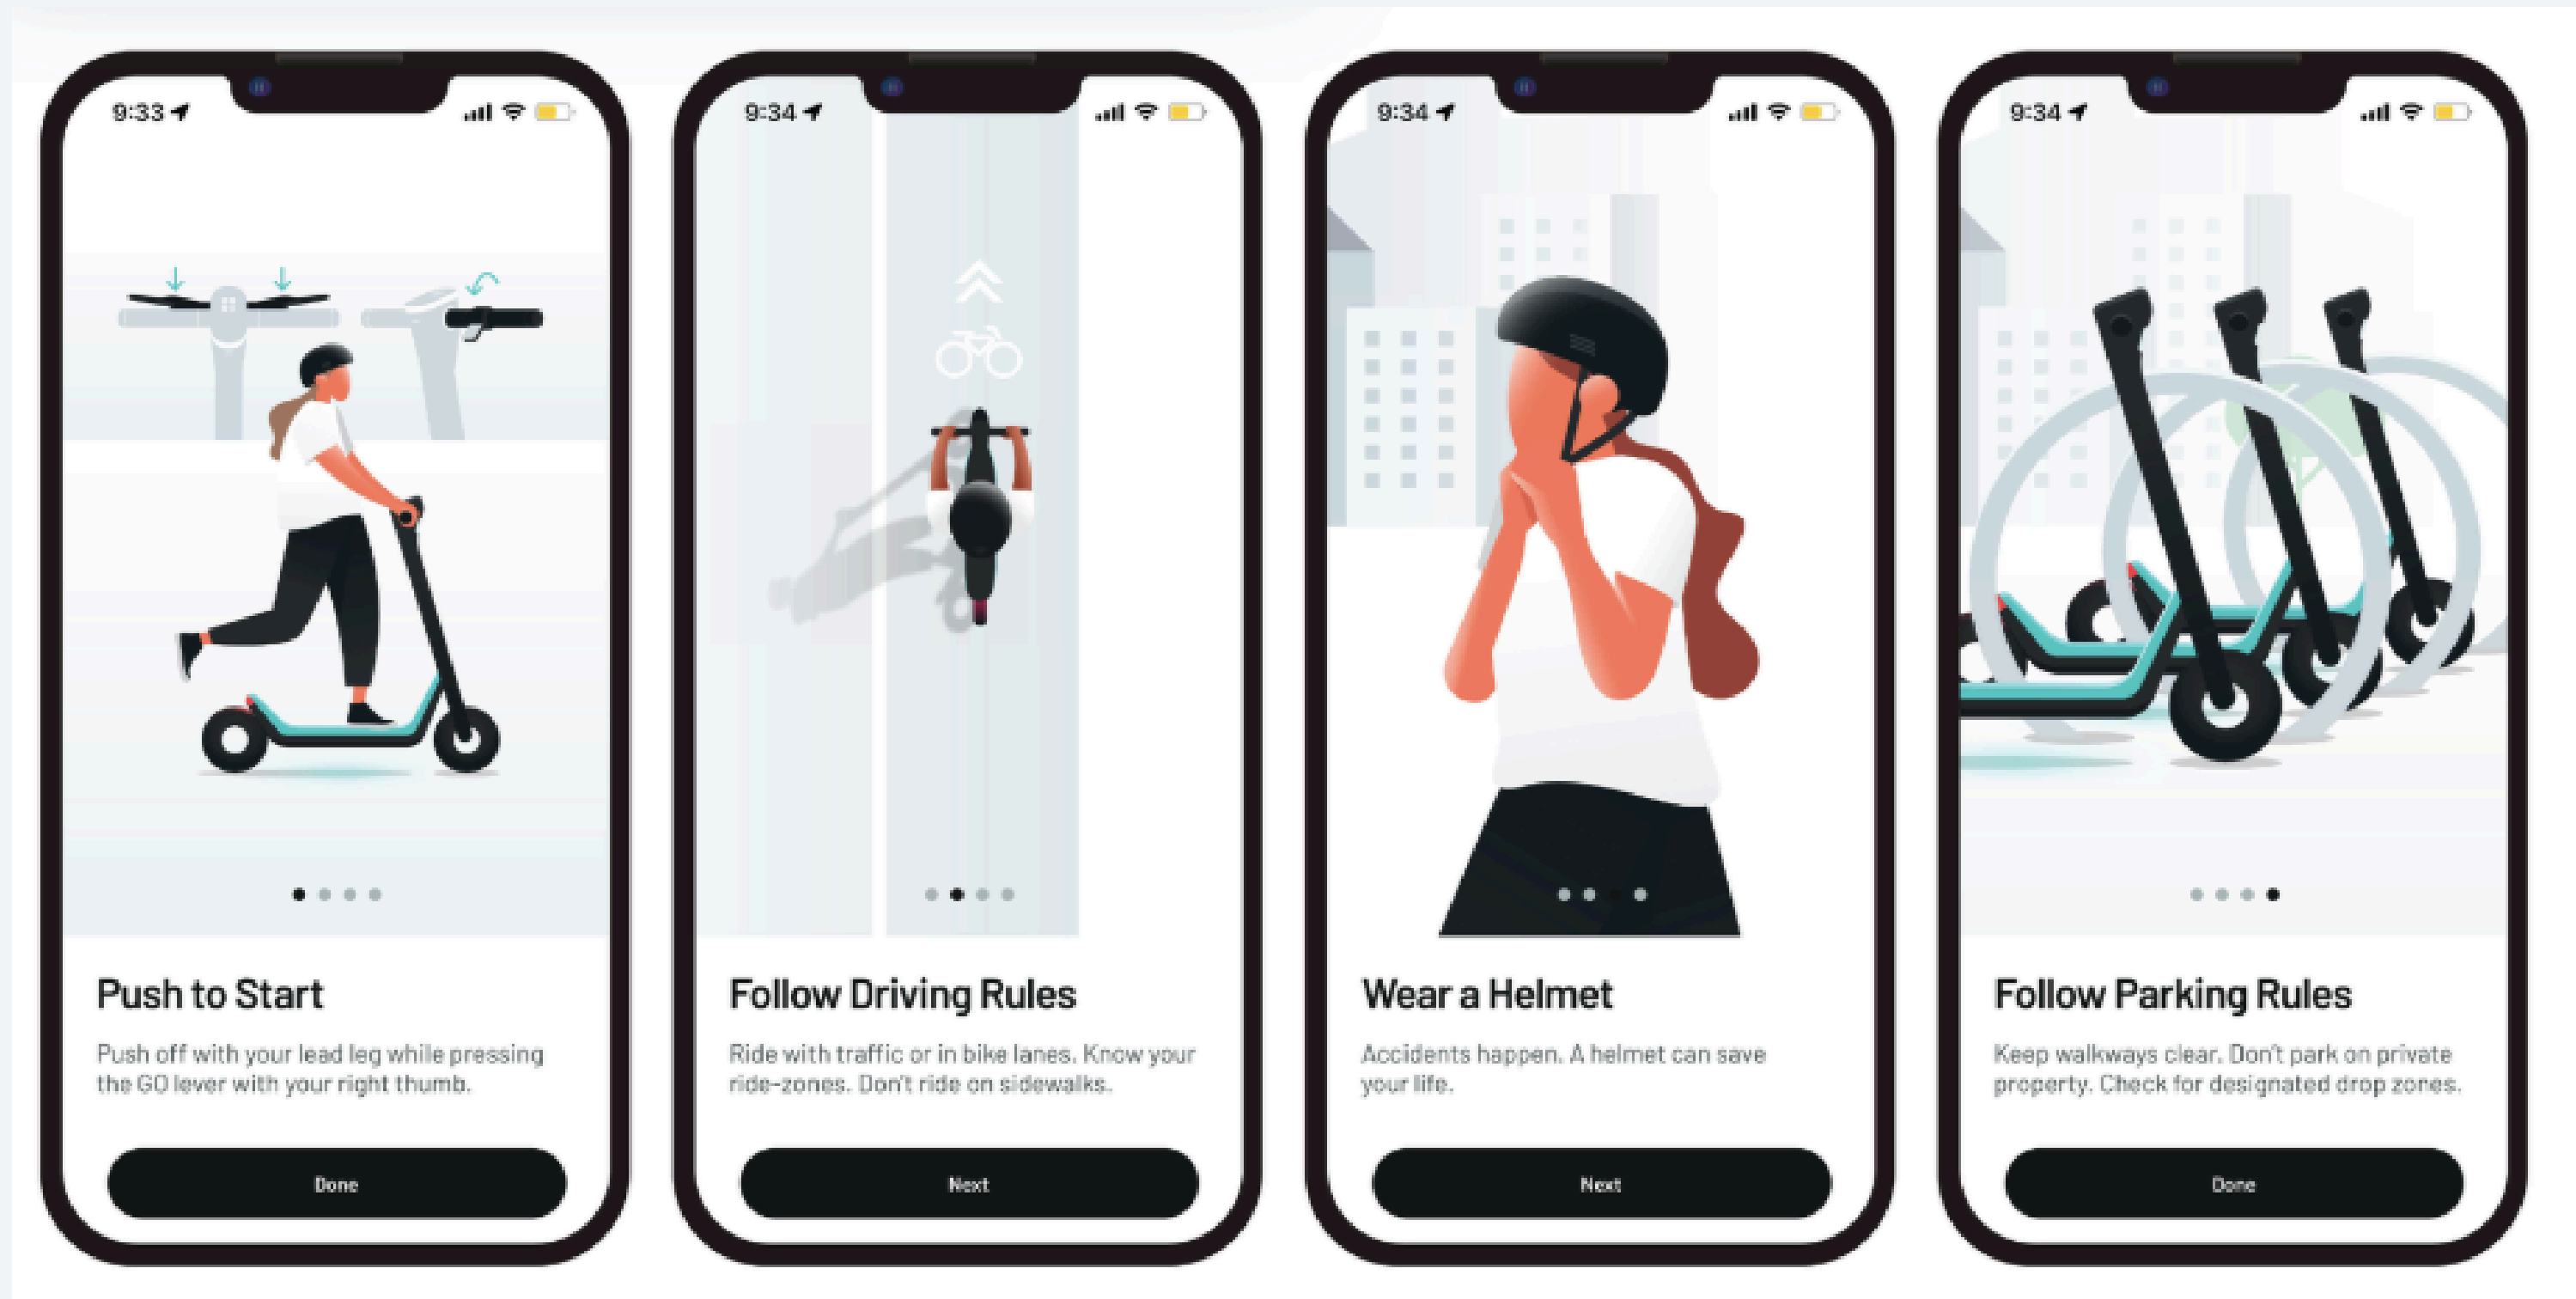 9:33
Push to Start
Push off with your lead leg while pressing
the GO lever with your right thumb.
Done
9:34
Follow Driving Rules
Ride with traffic or in bike lanes. Know your
ride-zones. Don't ride on sidewalks.
Next
9:34
Wear a Helmet
Accidents happen. A helmet can save
your life.
Next
9:34
Follow Parking Rules
Keep walkways clear. Don't park on private
property. Check for designated drop zones.
Done